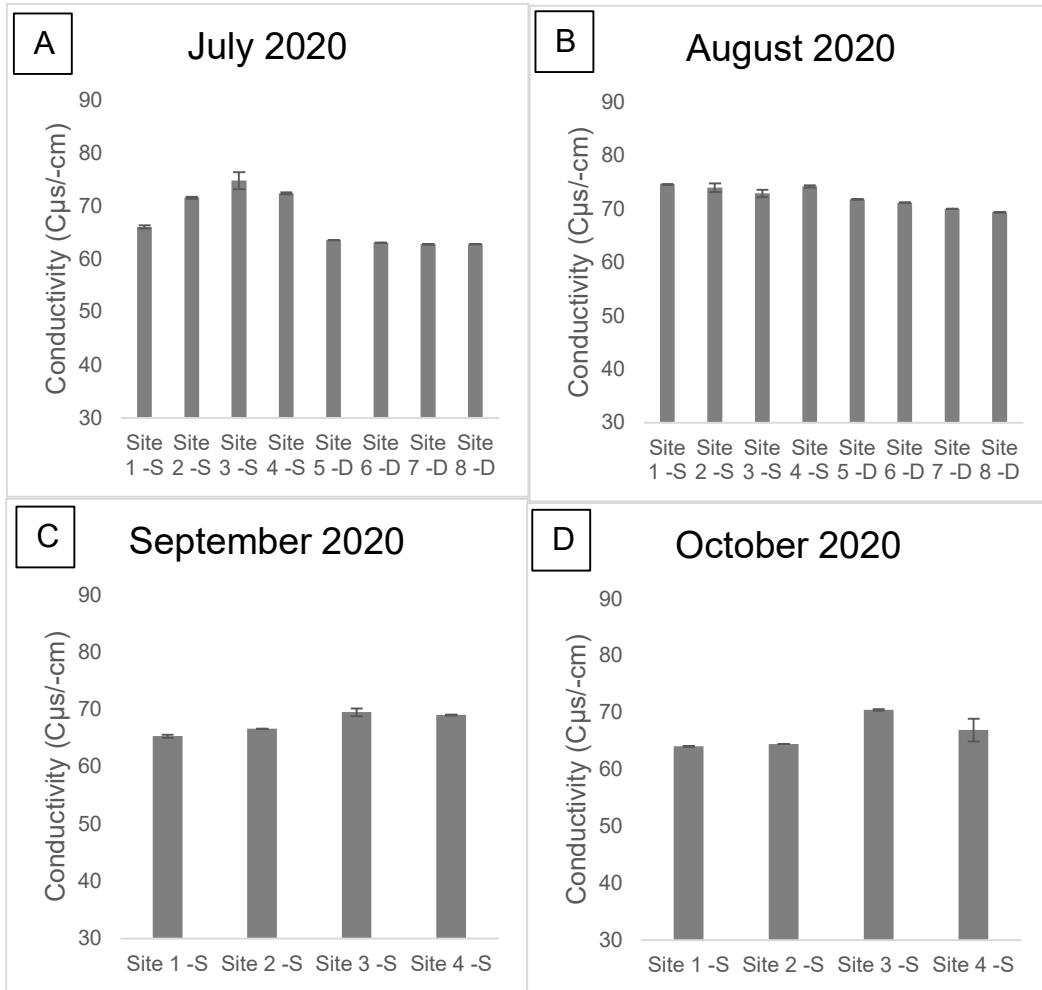 A
July 2020
Conductivity (Cµs/-cm)
90
80
70
60
50
40
30
Site Site Site Site Site Site Site Site
1 -S 2 -S 3 -S 4 -S 5 -D 6 -D 7 -D 8 -D
B
August 2020
Conductivity (Cµs/-cm)
90
80
70
60
50
40
30
Site Site Site Site Site Site Site Site
1 -S 2 -S 3 -S 4 -S 5 -D 6 -D 7 -D 8 -D
C
September 2020
Conductivity (Cµs/-cm)
90
80
70
60
50
40
30
Site 1 -S Site 2 -S Site 3 -S Site 4 -S
D
October 2020
Conductivity (Cµs/-cm)
90
80
70
60
50
40
30
Site 1 -S Site 2 -S Site 3 -S Site 4 -S